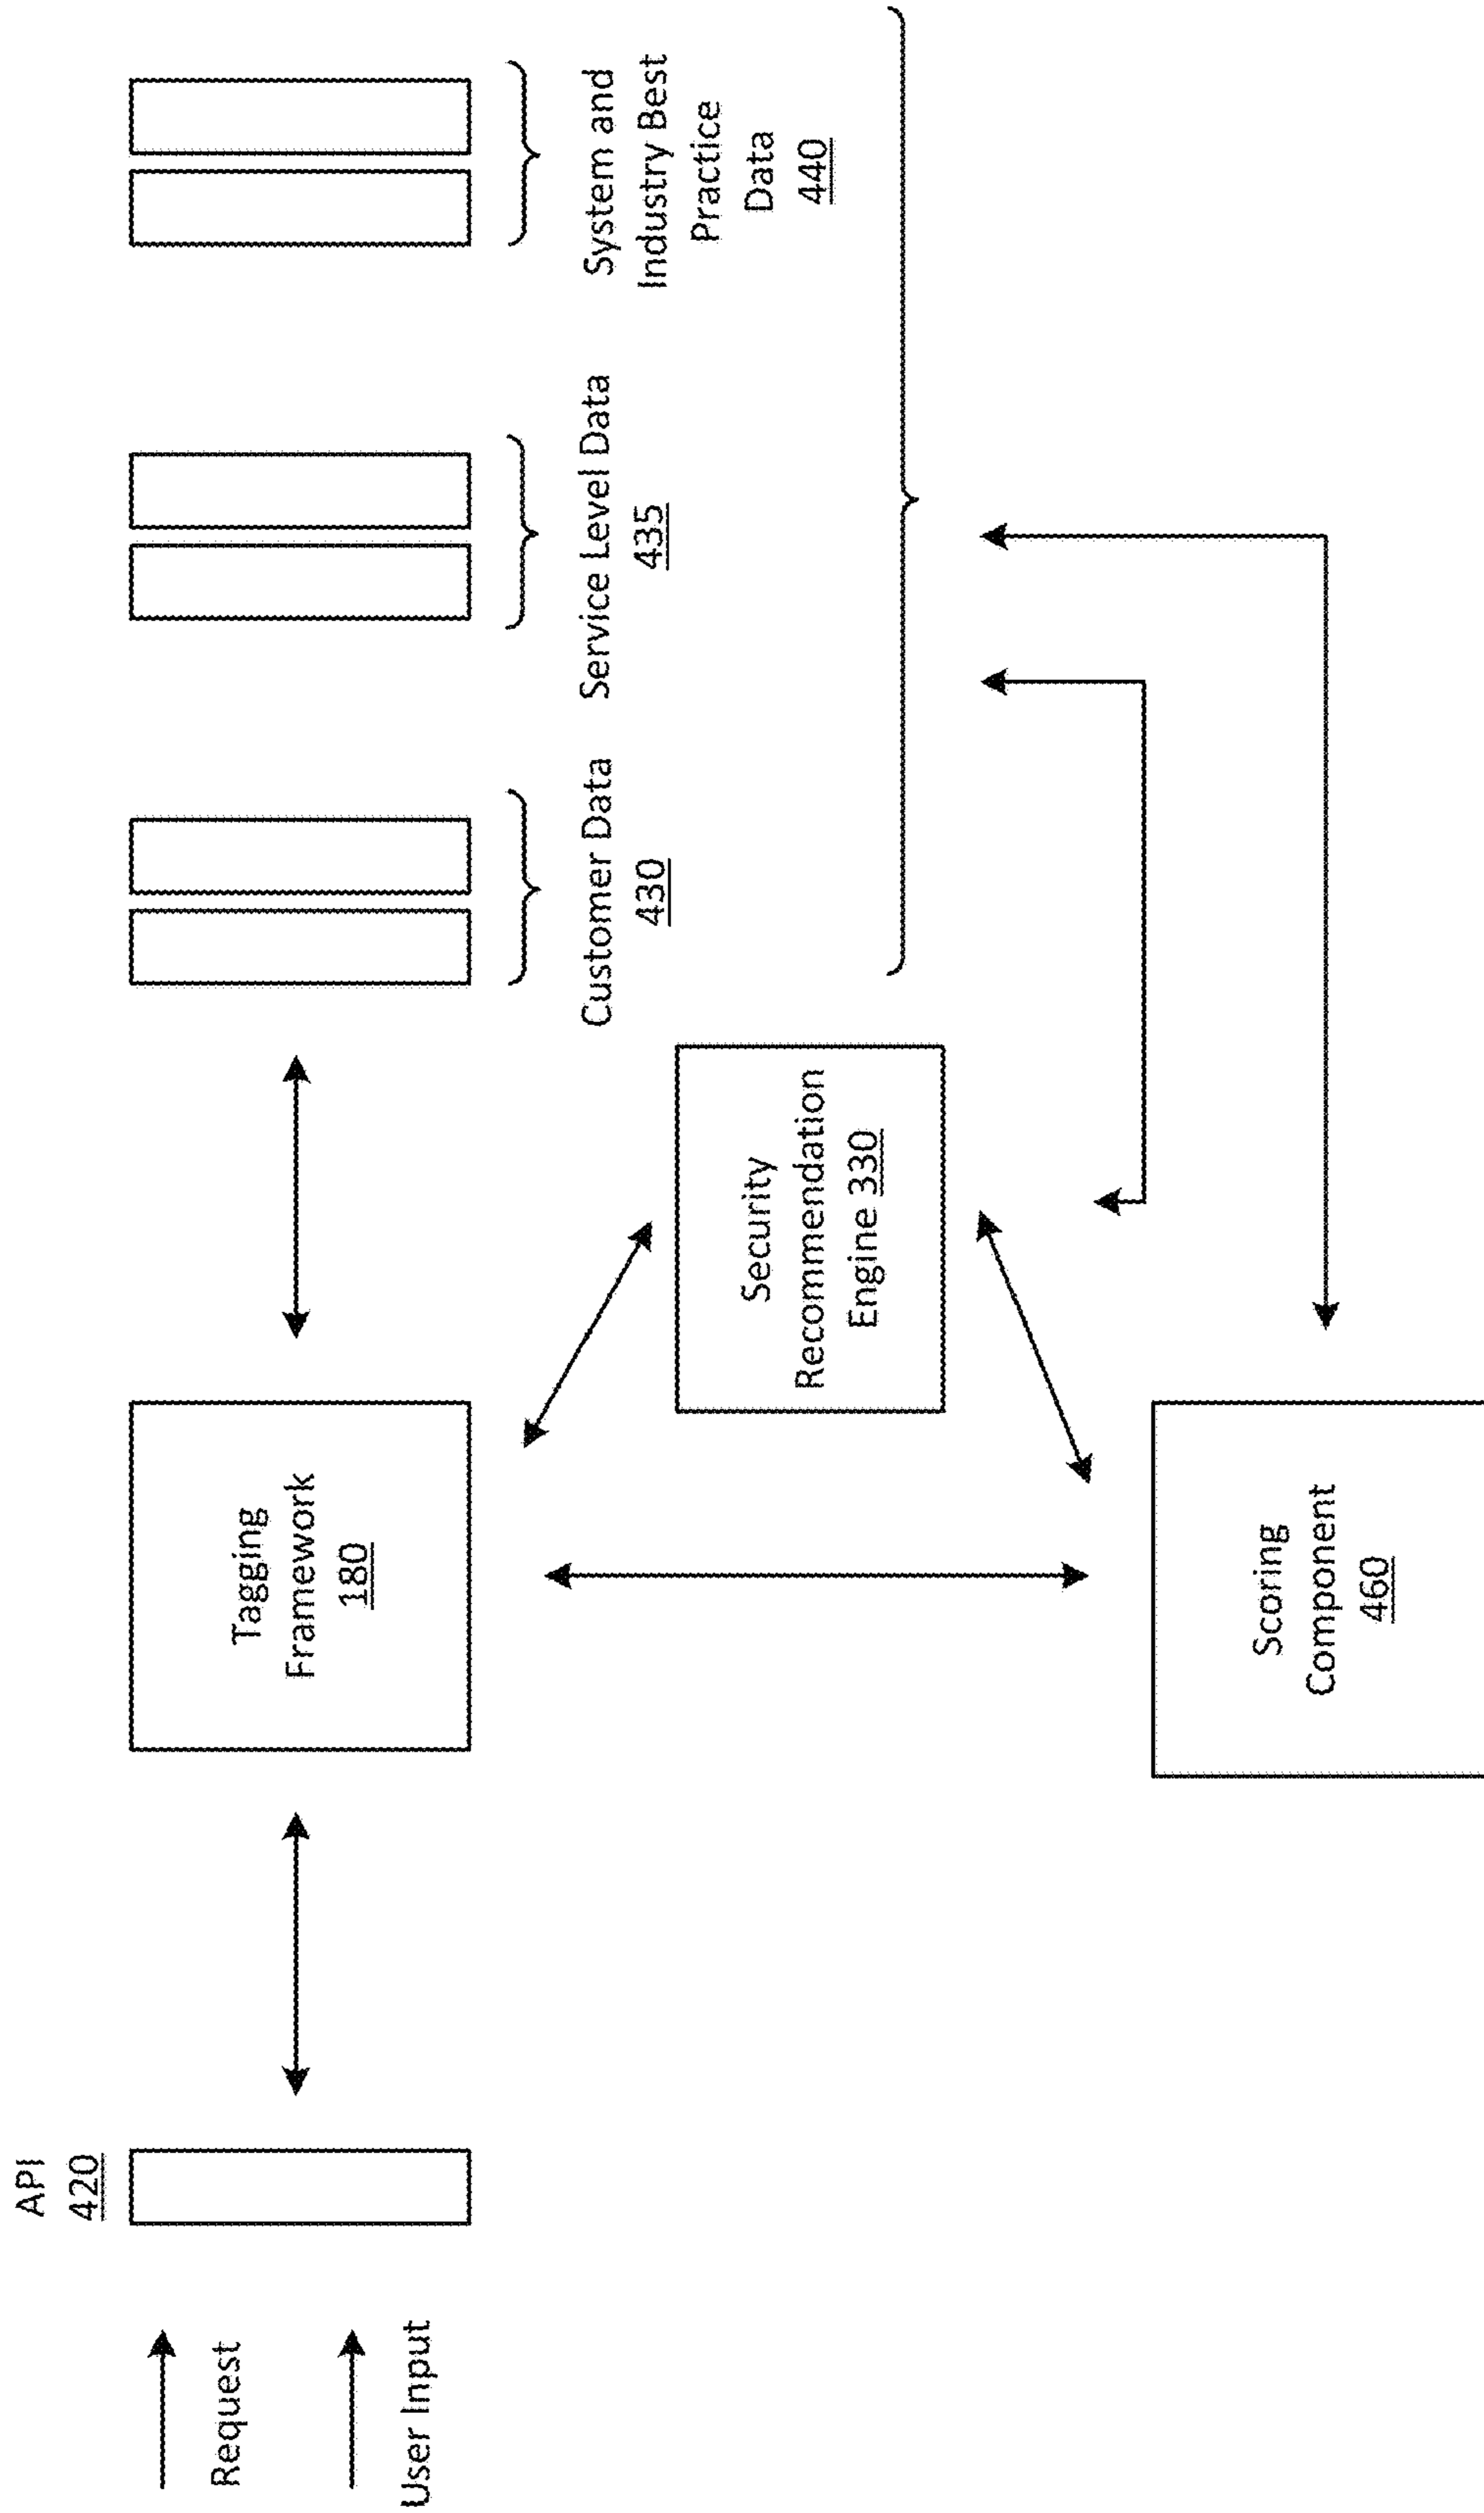 Request
User Input
API
420
Tagging
Framework
180
Customer Data
430
Service Level Data
435
System and
Industry Best
Practice
Data
440
Security
Recommendation
Engine 330
Scoring
Component
460